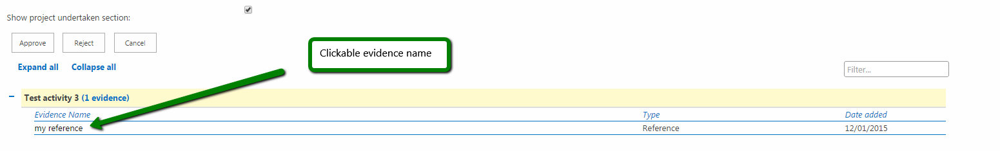 Show project undertaken section:
Approve Reject Cancel
Clickable evidence name
Expand all Collapse all
Filter...
Test activity 3 (1 evidence)
Evidence Name Type Date added
my reference Reference 12/01/2015